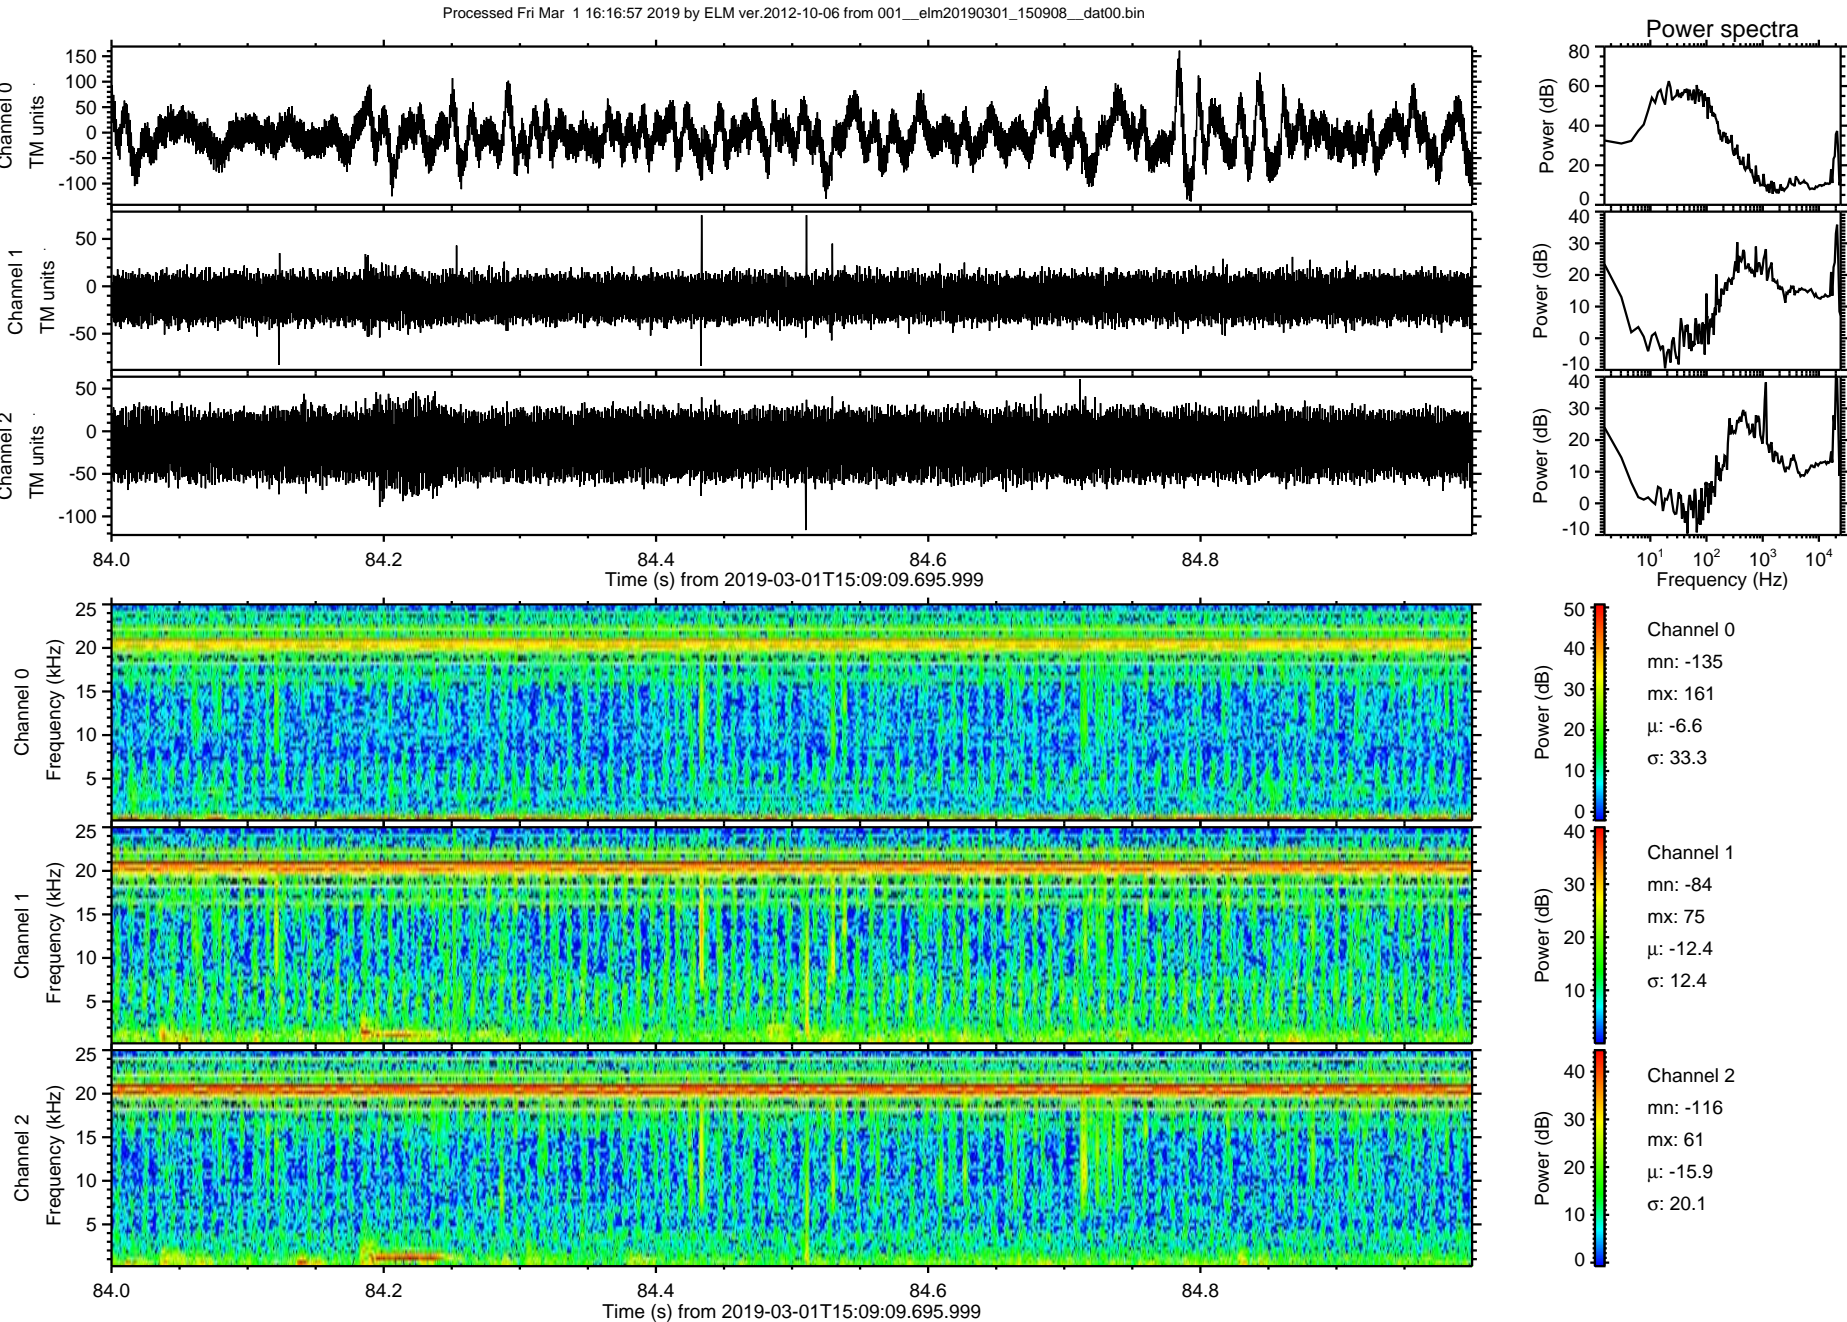 Processed Fri Mar  1 16:16:57 2019 by ELM ver.2012-10-06 from 001__elm20190301_150908__dat00.bin
Power spectra
Channel 0
TM units
150
100
50
0
-50
-100
Power (dB)
80
60
40
20
0
Channel 1
TM units
50
0
-50
Power (dB)
40
30
20
10
0
-10
Channel 2
TM units
50
0
-50
-100
Power (dB)
40
30
20
10
0
-10
84.0 84.2 84.4 84.6 84.8
Time (s) from 2019-03-01T15:09:09.695.999
10¹ 10² 10³ 10⁴
Frequency (Hz)
Channel 0
Frequency (kHz)
25
20
15
10
5
Power (dB)
50
40
30
20
10
0
Channel 0
mn: -135
mx: 161
µ: -6.6
σ: 33.3
Channel 1
Frequency (kHz)
25
20
15
10
5
Power (dB)
40
30
20
10
Channel 1
mn: -84
mx: 75
µ: -12.4
σ: 12.4
Channel 2
Frequency (kHz)
25
20
15
10
5
Power (dB)
40
30
20
10
0
Channel 2
mn: -116
mx: 61
µ: -15.9
σ: 20.1
84.0 84.2 84.4 84.6 84.8
Time (s) from 2019-03-01T15:09:09.695.999